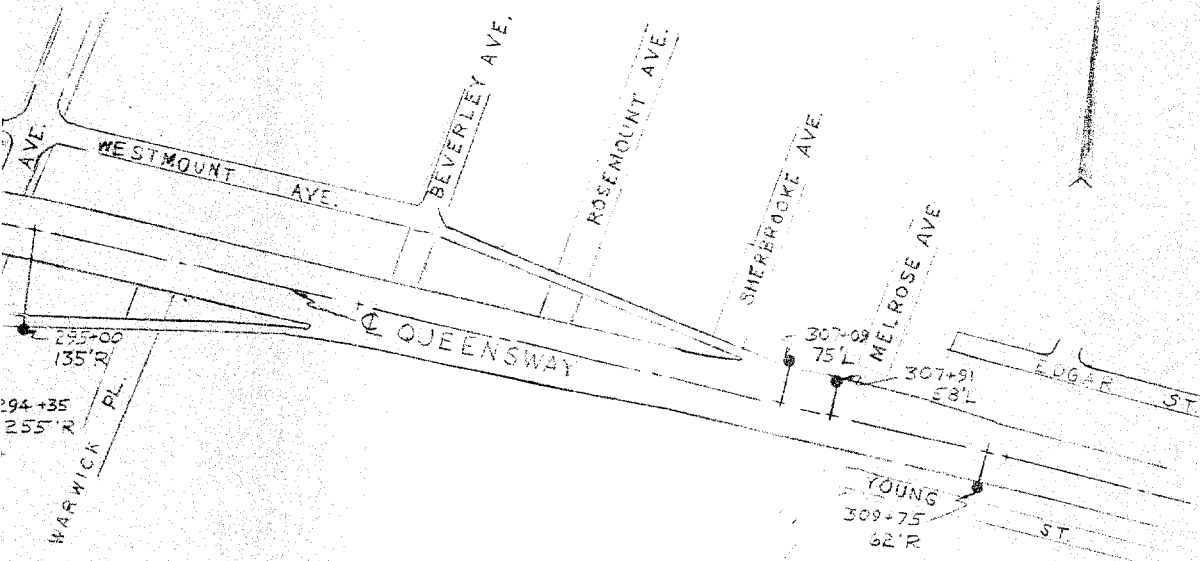 BEVERLEY AVE.
ROSEMOUNT AVE.
SHERBROOKE AVE.
MELROSE AVE
AVE.
WESTMOUNT AVE.
℄ QUEENSWAY
295+00
135'R
294+35
255'R
WARWICK PL.
307+09
75'L
307+91
58'L
EDGAR ST
YOUNG ST
309+75
62'R